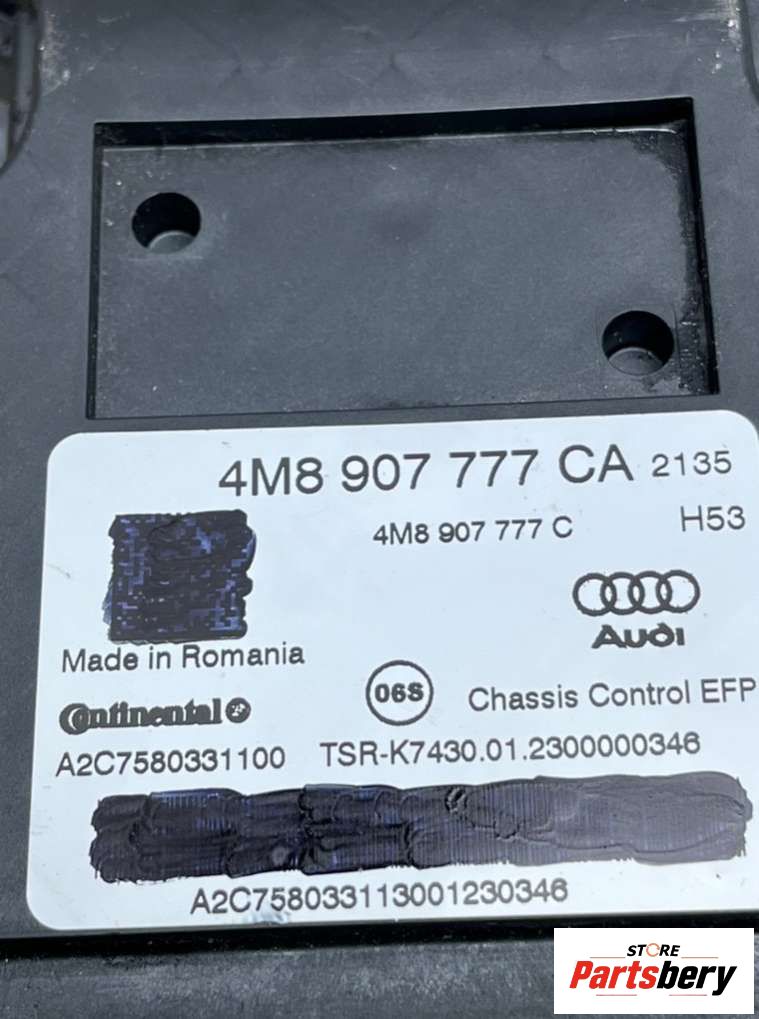 4M8 907 777 CA 2135
4M8 907 777 C H53
Audi
Made in Romania
Continental
06S
Chassis Control EFP
A2C7580331100 TSR-K7430.01.2300000346
A2C758033113001230346
STORE
Partsbery